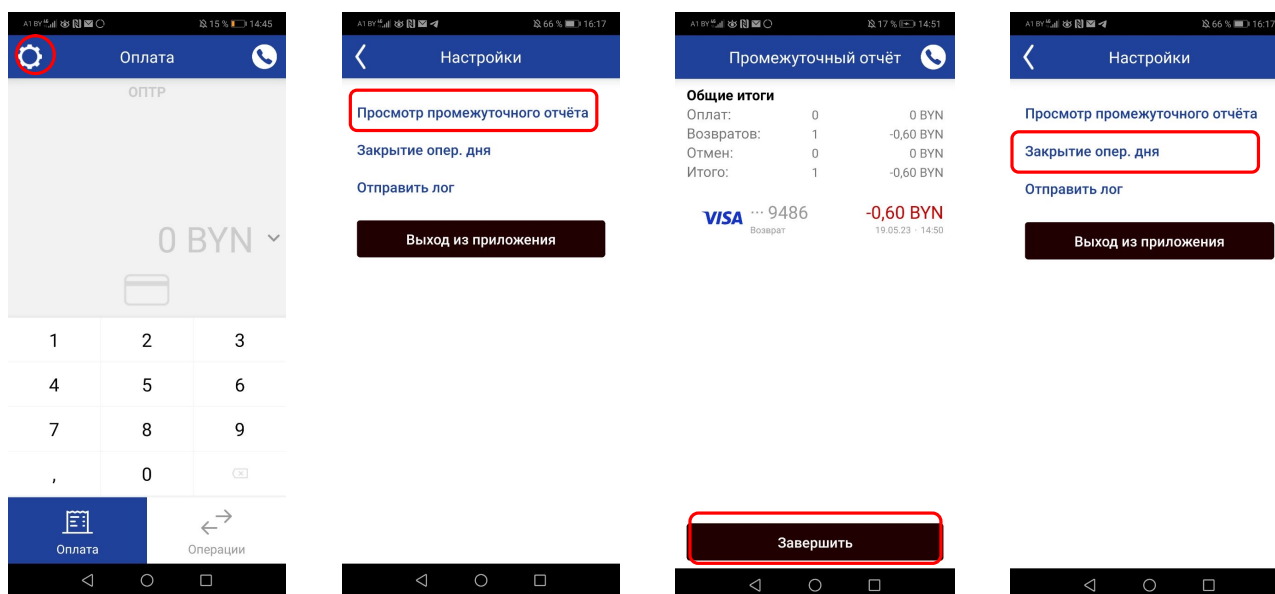 A1 BY 15 % 14:45
Оплата
ОПТР
0 BYN
1 2 3
4 5 6
7 8 9
, 0
Оплата Операции
A1 BY 66 % 16:17
Настройки
Просмотр промежуточного отчёта
Закрытие опер. дня
Отправить лог
Выход из приложения
A1 BY 17 % 14:51
Промежуточный отчёт
Общие итоги
Оплат: 0 0 BYN
Возвратов: 1 -0,60 BYN
Отмен: 0 0 BYN
Итого: 1 -0,60 BYN
VISA ··· 9486 -0,60 BYN
Возврат 19.05.23 · 14:50
Завершить
A1 BY 66 % 16:17
Настройки
Просмотр промежуточного отчёта
Закрытие опер. дня
Отправить лог
Выход из приложения